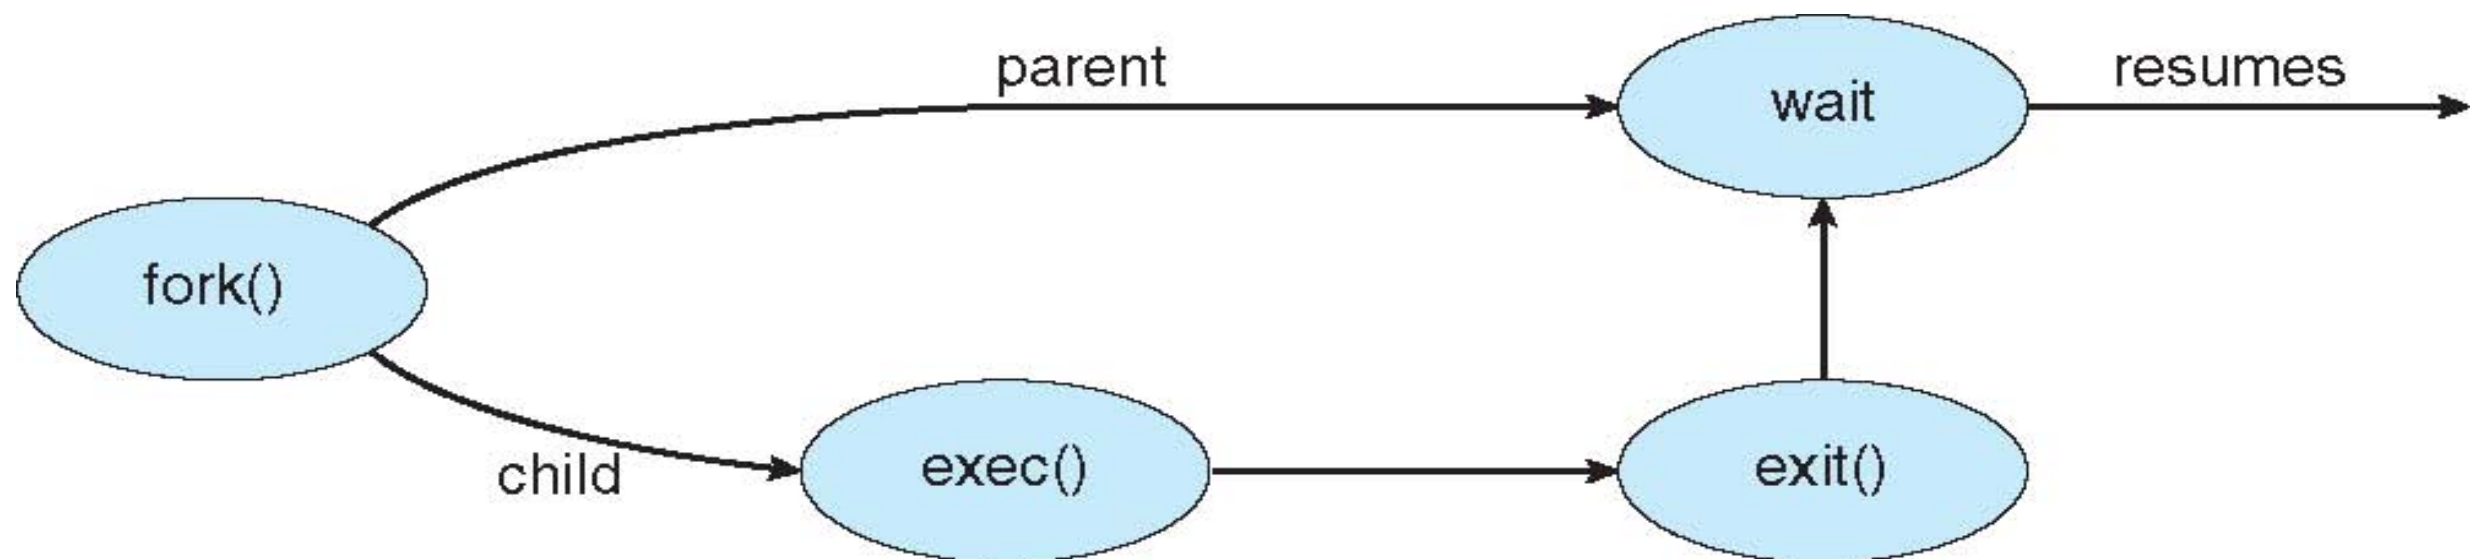 parent
wait
resumes
fork()
child
exec()
exit()